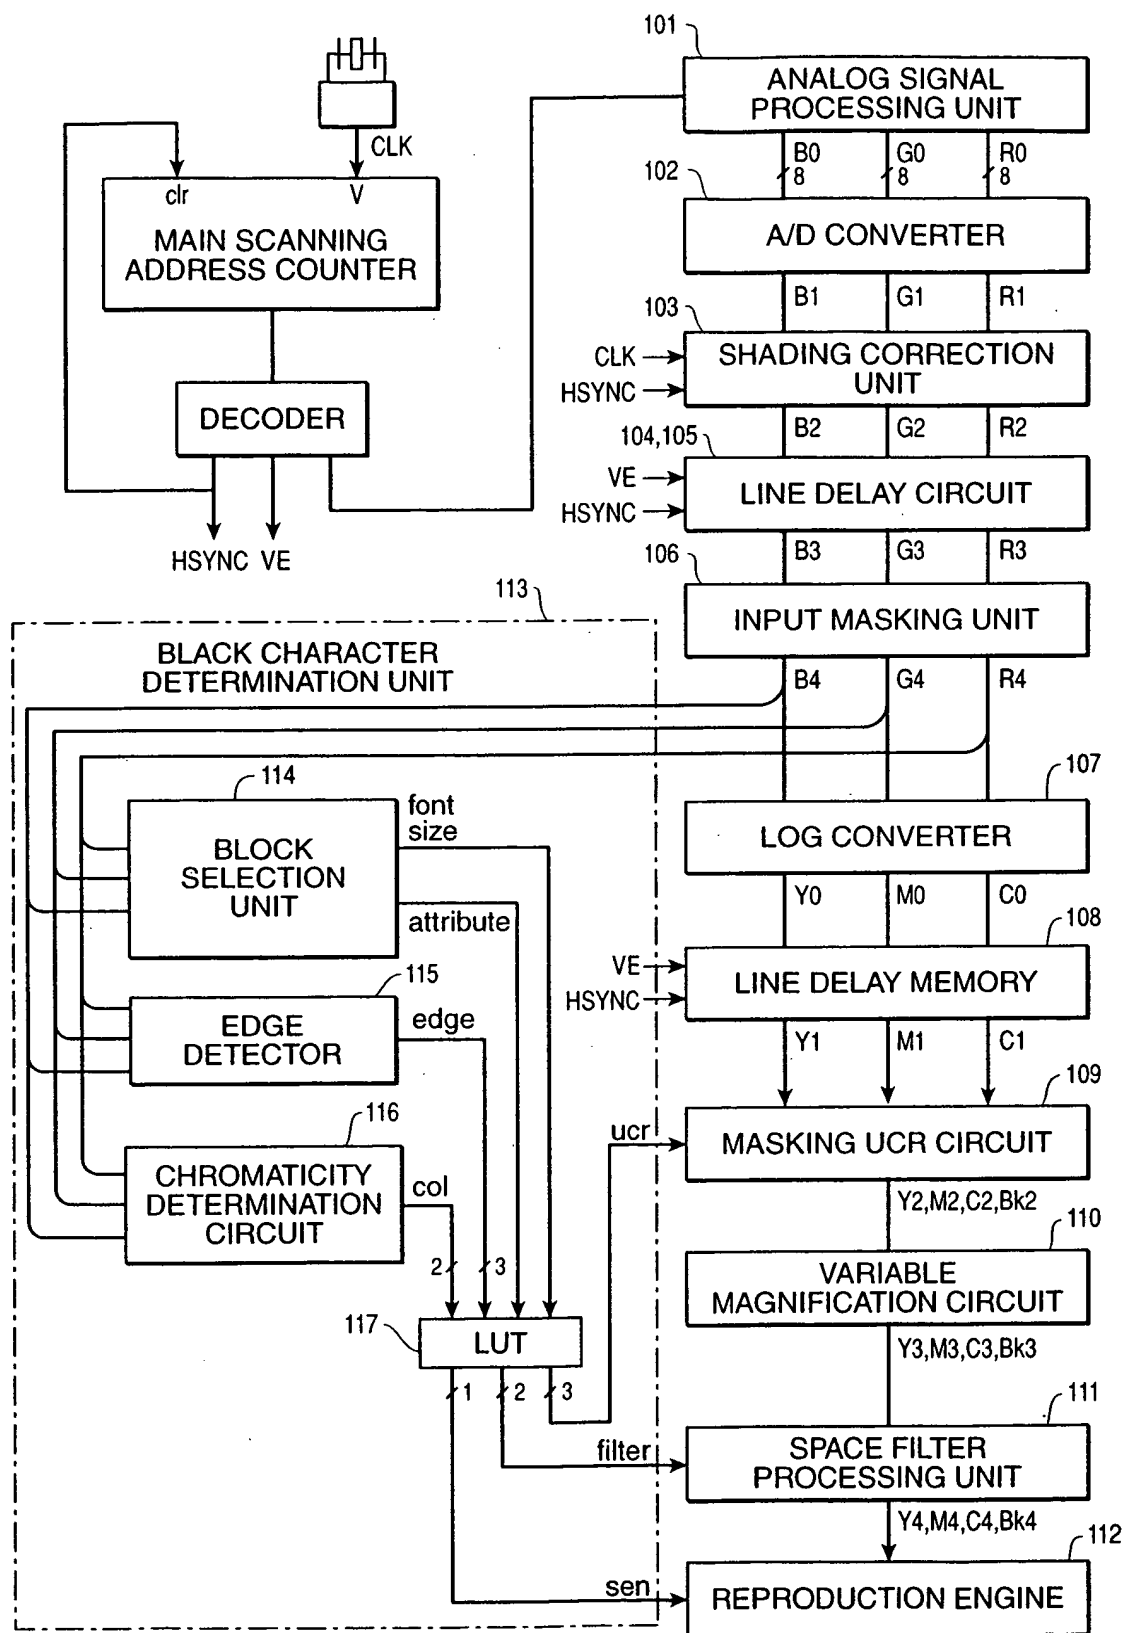 CLK
clr
V
MAIN SCANNING
ADDRESS COUNTER
DECODER
HSYNC
VE
101
ANALOG SIGNAL
PROCESSING UNIT
B0
G0
R0
8
8
8
102
A/D CONVERTER
B1
G1
R1
103
CLK
HSYNC
SHADING CORRECTION
UNIT
B2
G2
R2
104,105
VE
HSYNC
LINE DELAY CIRCUIT
B3
G3
R3
106
INPUT MASKING UNIT
B4
G4
R4
113
BLACK CHARACTER
DETERMINATION UNIT
114
BLOCK
SELECTION
UNIT
font
size
attribute
115
EDGE
DETECTOR
edge
116
CHROMATICITY
DETERMINATION
CIRCUIT
col
2
3
117
LUT
1
2
3
ucr
filter
sen
107
LOG CONVERTER
Y0
M0
C0
108
VE
HSYNC
LINE DELAY MEMORY
Y1
M1
C1
109
MASKING UCR CIRCUIT
Y2,M2,C2,Bk2
110
VARIABLE
MAGNIFICATION CIRCUIT
Y3,M3,C3,Bk3
111
SPACE FILTER
PROCESSING UNIT
Y4,M4,C4,Bk4
112
REPRODUCTION ENGINE